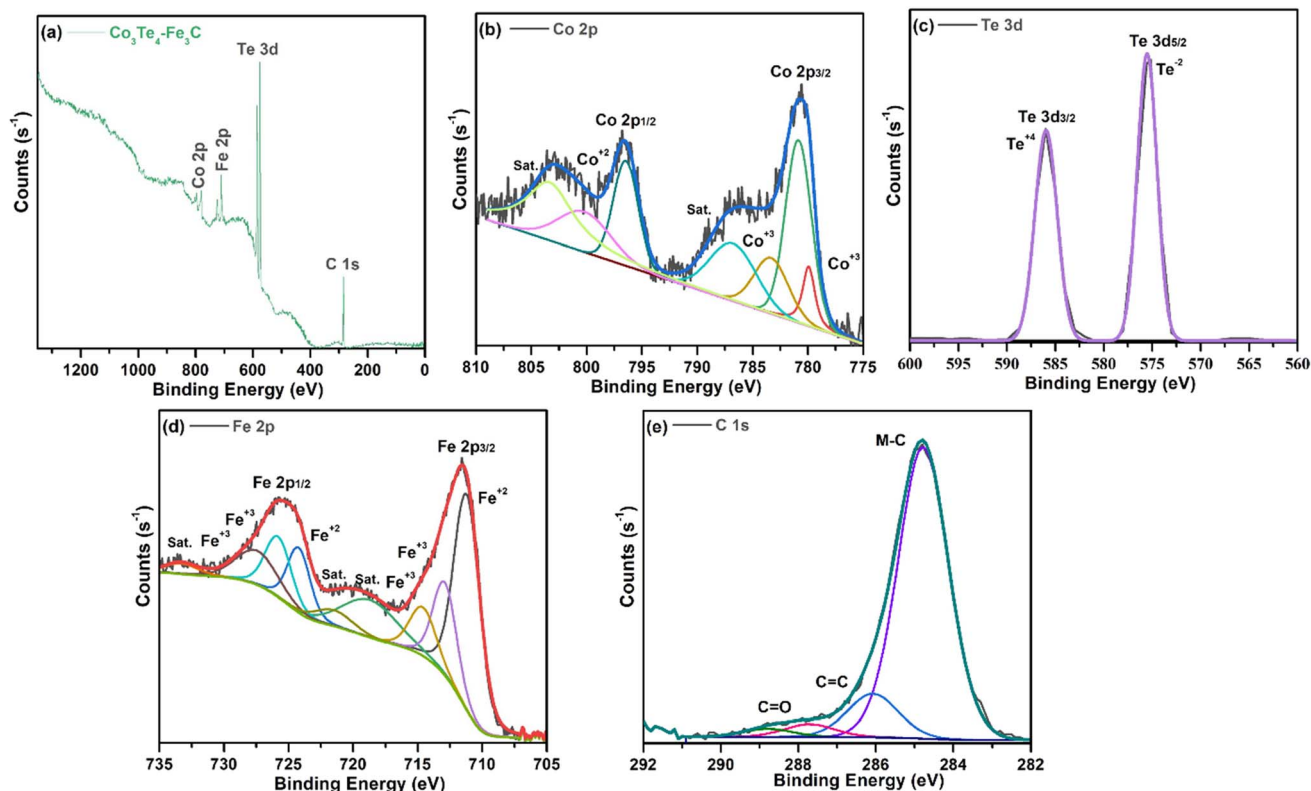 (a)
Co₃Te₄-Fe₃C
Te 3d
Co 2p
Fe 2p
C 1s
Counts (s⁻¹)
1200 1000 800 600 400 200 0
Binding Energy (eV)
(b) Co 2p
Co 2p3/2
Co 2p1/2
Sat.
Co⁺²
Sat.
Co⁺³
Co⁺³
Counts (s⁻¹)
810 805 800 795 790 785 780 775
Binding Energy (eV)
(c) Te 3d
Te 3d5/2
Te⁻²
Te 3d3/2
Te⁺⁴
Counts (s⁻¹)
600 595 590 585 580 575 570 565 560
Binding Energy (eV)
(d) Fe 2p
Fe 2p3/2
Fe⁺²
Fe 2p1/2
Fe⁺³
Fe⁺³
Sat.
Fe⁺²
Fe⁺³
Sat.
Sat.
Fe⁺³
Counts (s⁻¹)
735 730 725 720 715 710 705
Binding Energy (eV)
(e) C 1s
M-C
C=C
C=O
Counts (s⁻¹)
292 290 288 286 284 282
Binding Energy (eV)